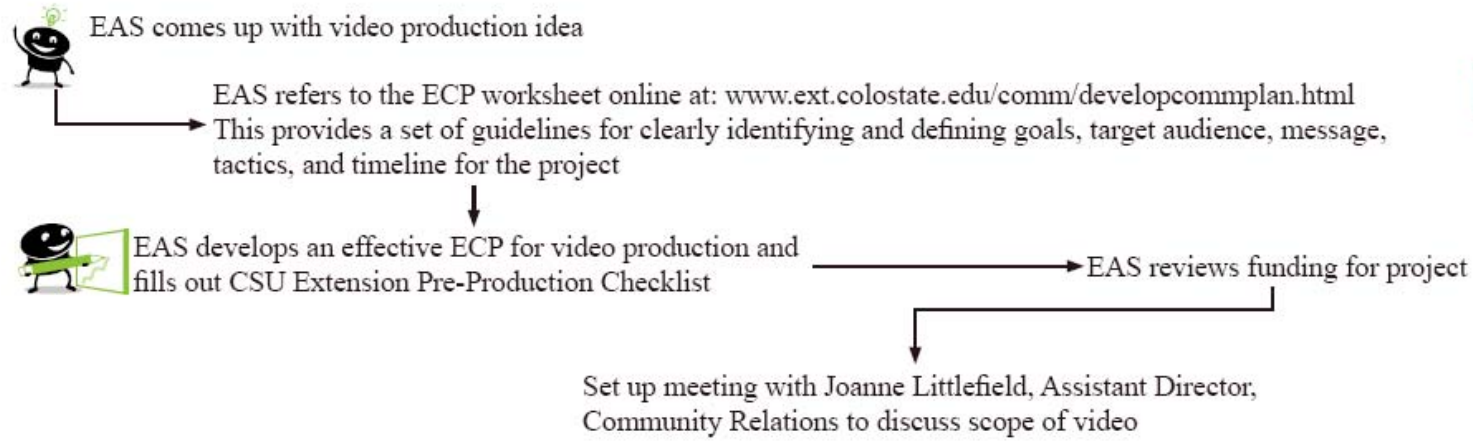 EAS comes up with video production idea
EAS refers to the ECP worksheet online at: www.ext.colostate.edu/comm/developcommplan.html
This provides a set of guidelines for clearly identifying and defining goals, target audience, message,
tactics, and timeline for the project
EAS develops an effective ECP for video production and
fills out CSU Extension Pre-Production Checklist
EAS reviews funding for project
Set up meeting with Joanne Littlefield, Assistant Director,
Community Relations to discuss scope of video